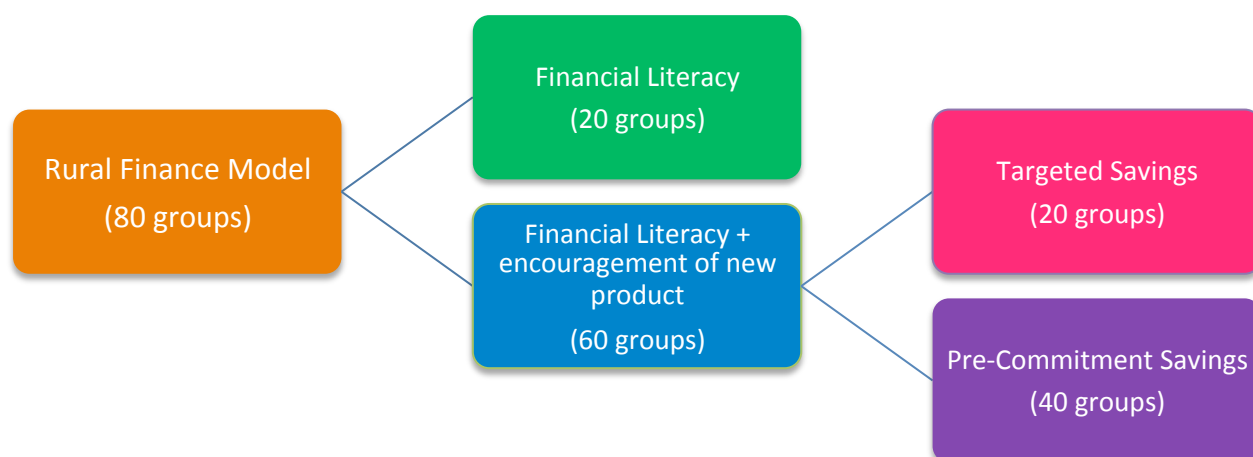 Rural Finance Model
(80 groups)
Financial Literacy
(20 groups)
Financial Literacy +
encouragement of new
product
(60 groups)
Targeted Savings
(20 groups)
Pre-Commitment Savings
(40 groups)